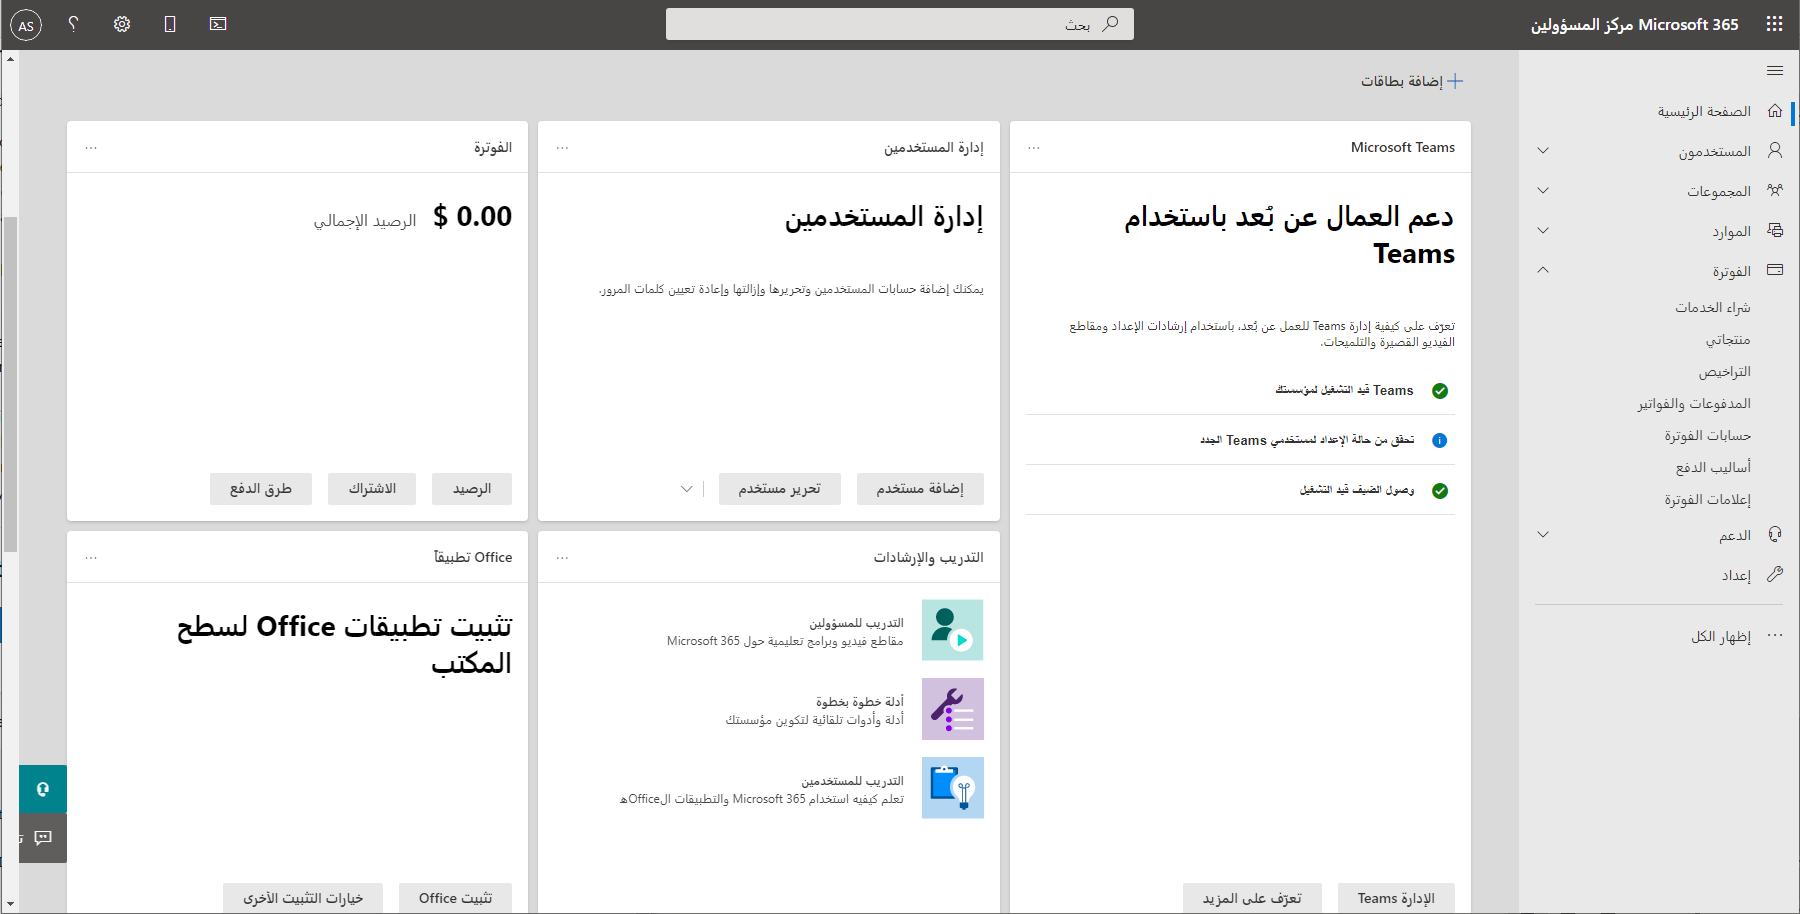 Microsoft 365 مركز المسؤولين
بحث
AS
إضافة بطاقات
الصفحة الرئيسية
المستخدمون
المجموعات
الموارد
الفوترة
شراء الخدمات
منتجاتي
التراخيص
المدفوعات والفواتير
حسابات الفوترة
أساليب الدفع
إعلامات الفوترة
الدعم
إعداد
إظهار الكل
Microsoft Teams
دعم العمال عن بُعد باستخدام
Teams
تعرّف على كيفية إدارة Teams للعمل عن بُعد، باستخدام إرشادات الإعداد ومقاطع
الفيديو القصيرة والتلميحات.
Teams قيد التشغيل لمؤسستك
تحقق من حالة الإعداد لمستخدمي Teams الجدد
وصول الضيف قيد التشغيل
الإدارة Teams
تعرّف على المزيد
إدارة المستخدمين
إدارة المستخدمين
يمكنك إضافة حسابات المستخدمين وتحريرها وإزالتها وإعادة تعيين كلمات المرور.
إضافة مستخدم
تحرير مستخدم
الفوترة
$ 0.00 الرصيد الإجمالي
الرصيد
الاشتراك
طرق الدفع
التدريب والإرشادات
التدريب للمسؤولين
مقاطع فيديو وبرامج تعليمية حول Microsoft 365
أدلة خطوة بخطوة
أدلة وأدوات تلقائية لتكوين مؤسستك
التدريب للمستخدمين
تعلم كيفيه استخدام Microsoft 365 والتطبيقات الOfficeه
Office تطبيقاً
تثبيت تطبيقات Office لسطح
المكتب
تثبيت Office
خيارات التثبيت الأخرى